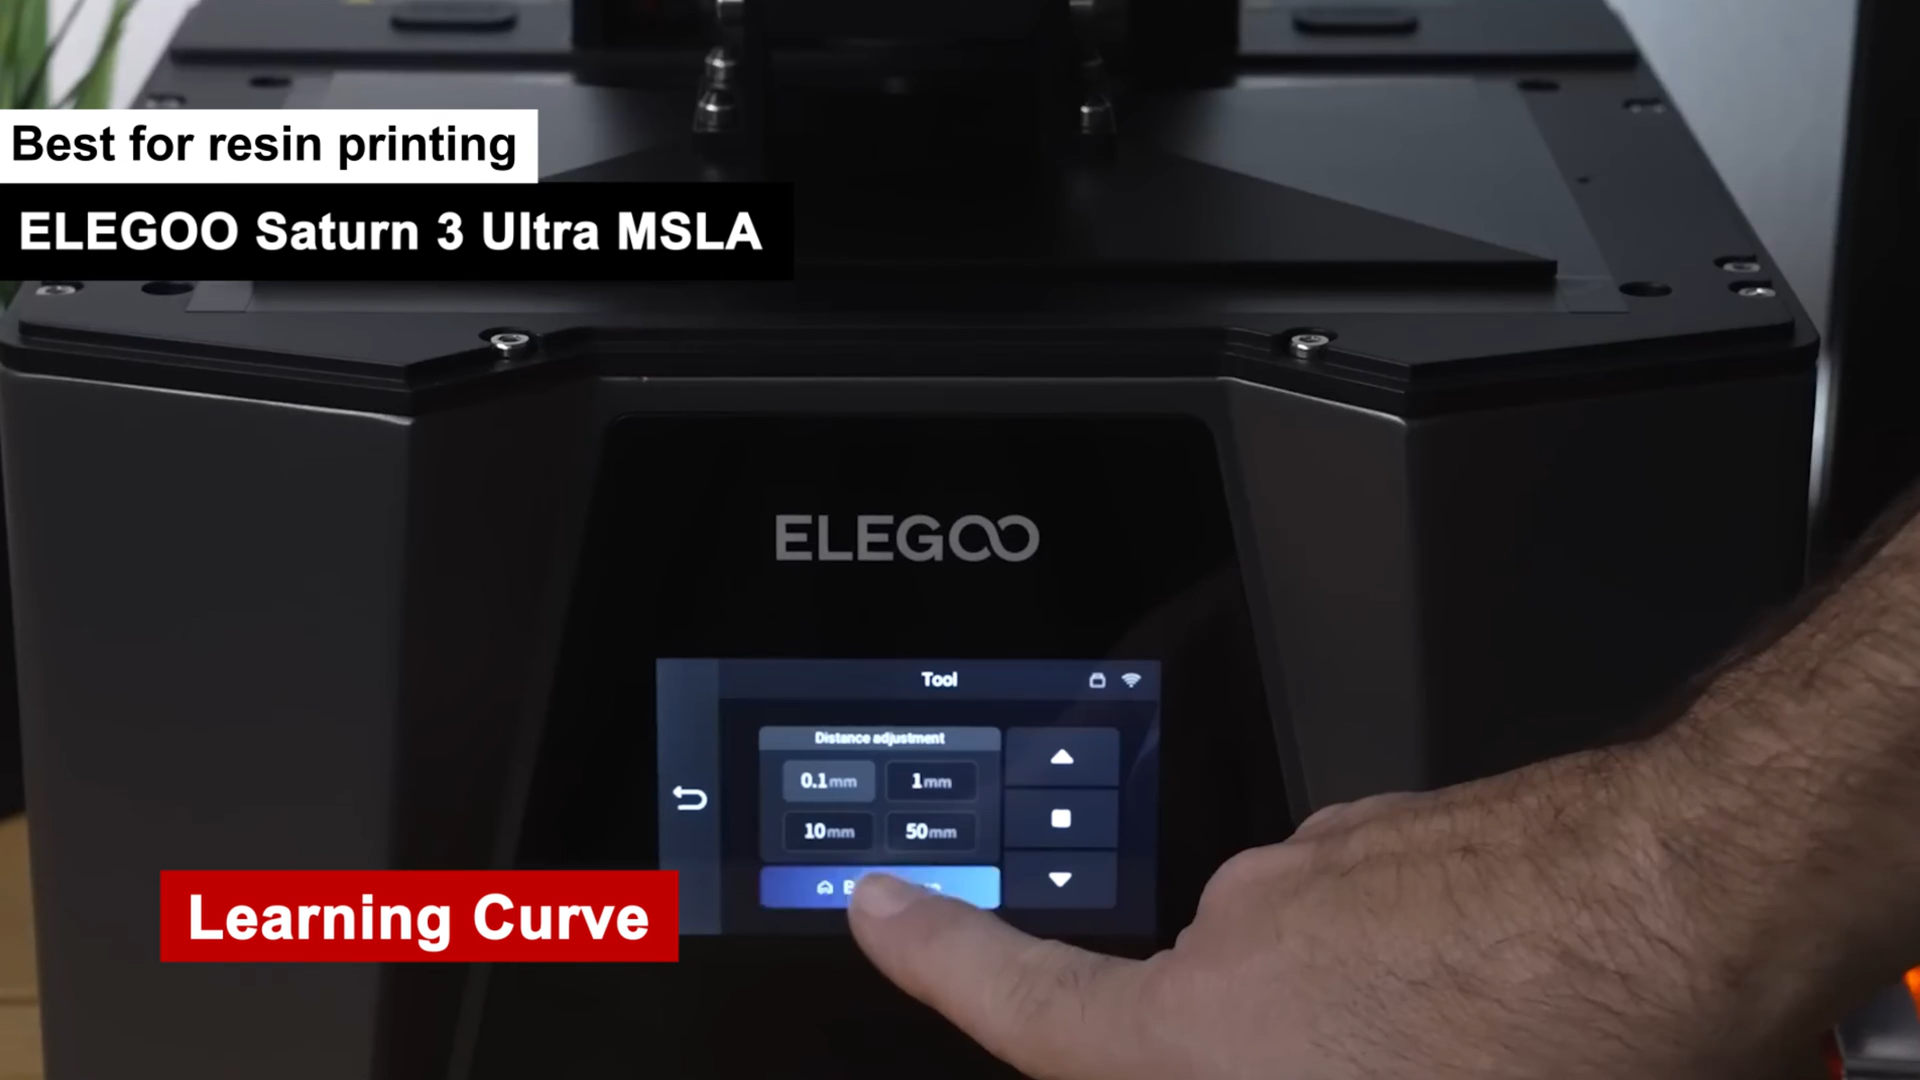 Best for resin printing
ELEGOO Saturn 3 Ultra MSLA
ELEGOO
Tool
Distance adjustment
0.1mm 1mm
10mm 50mm
Learning Curve